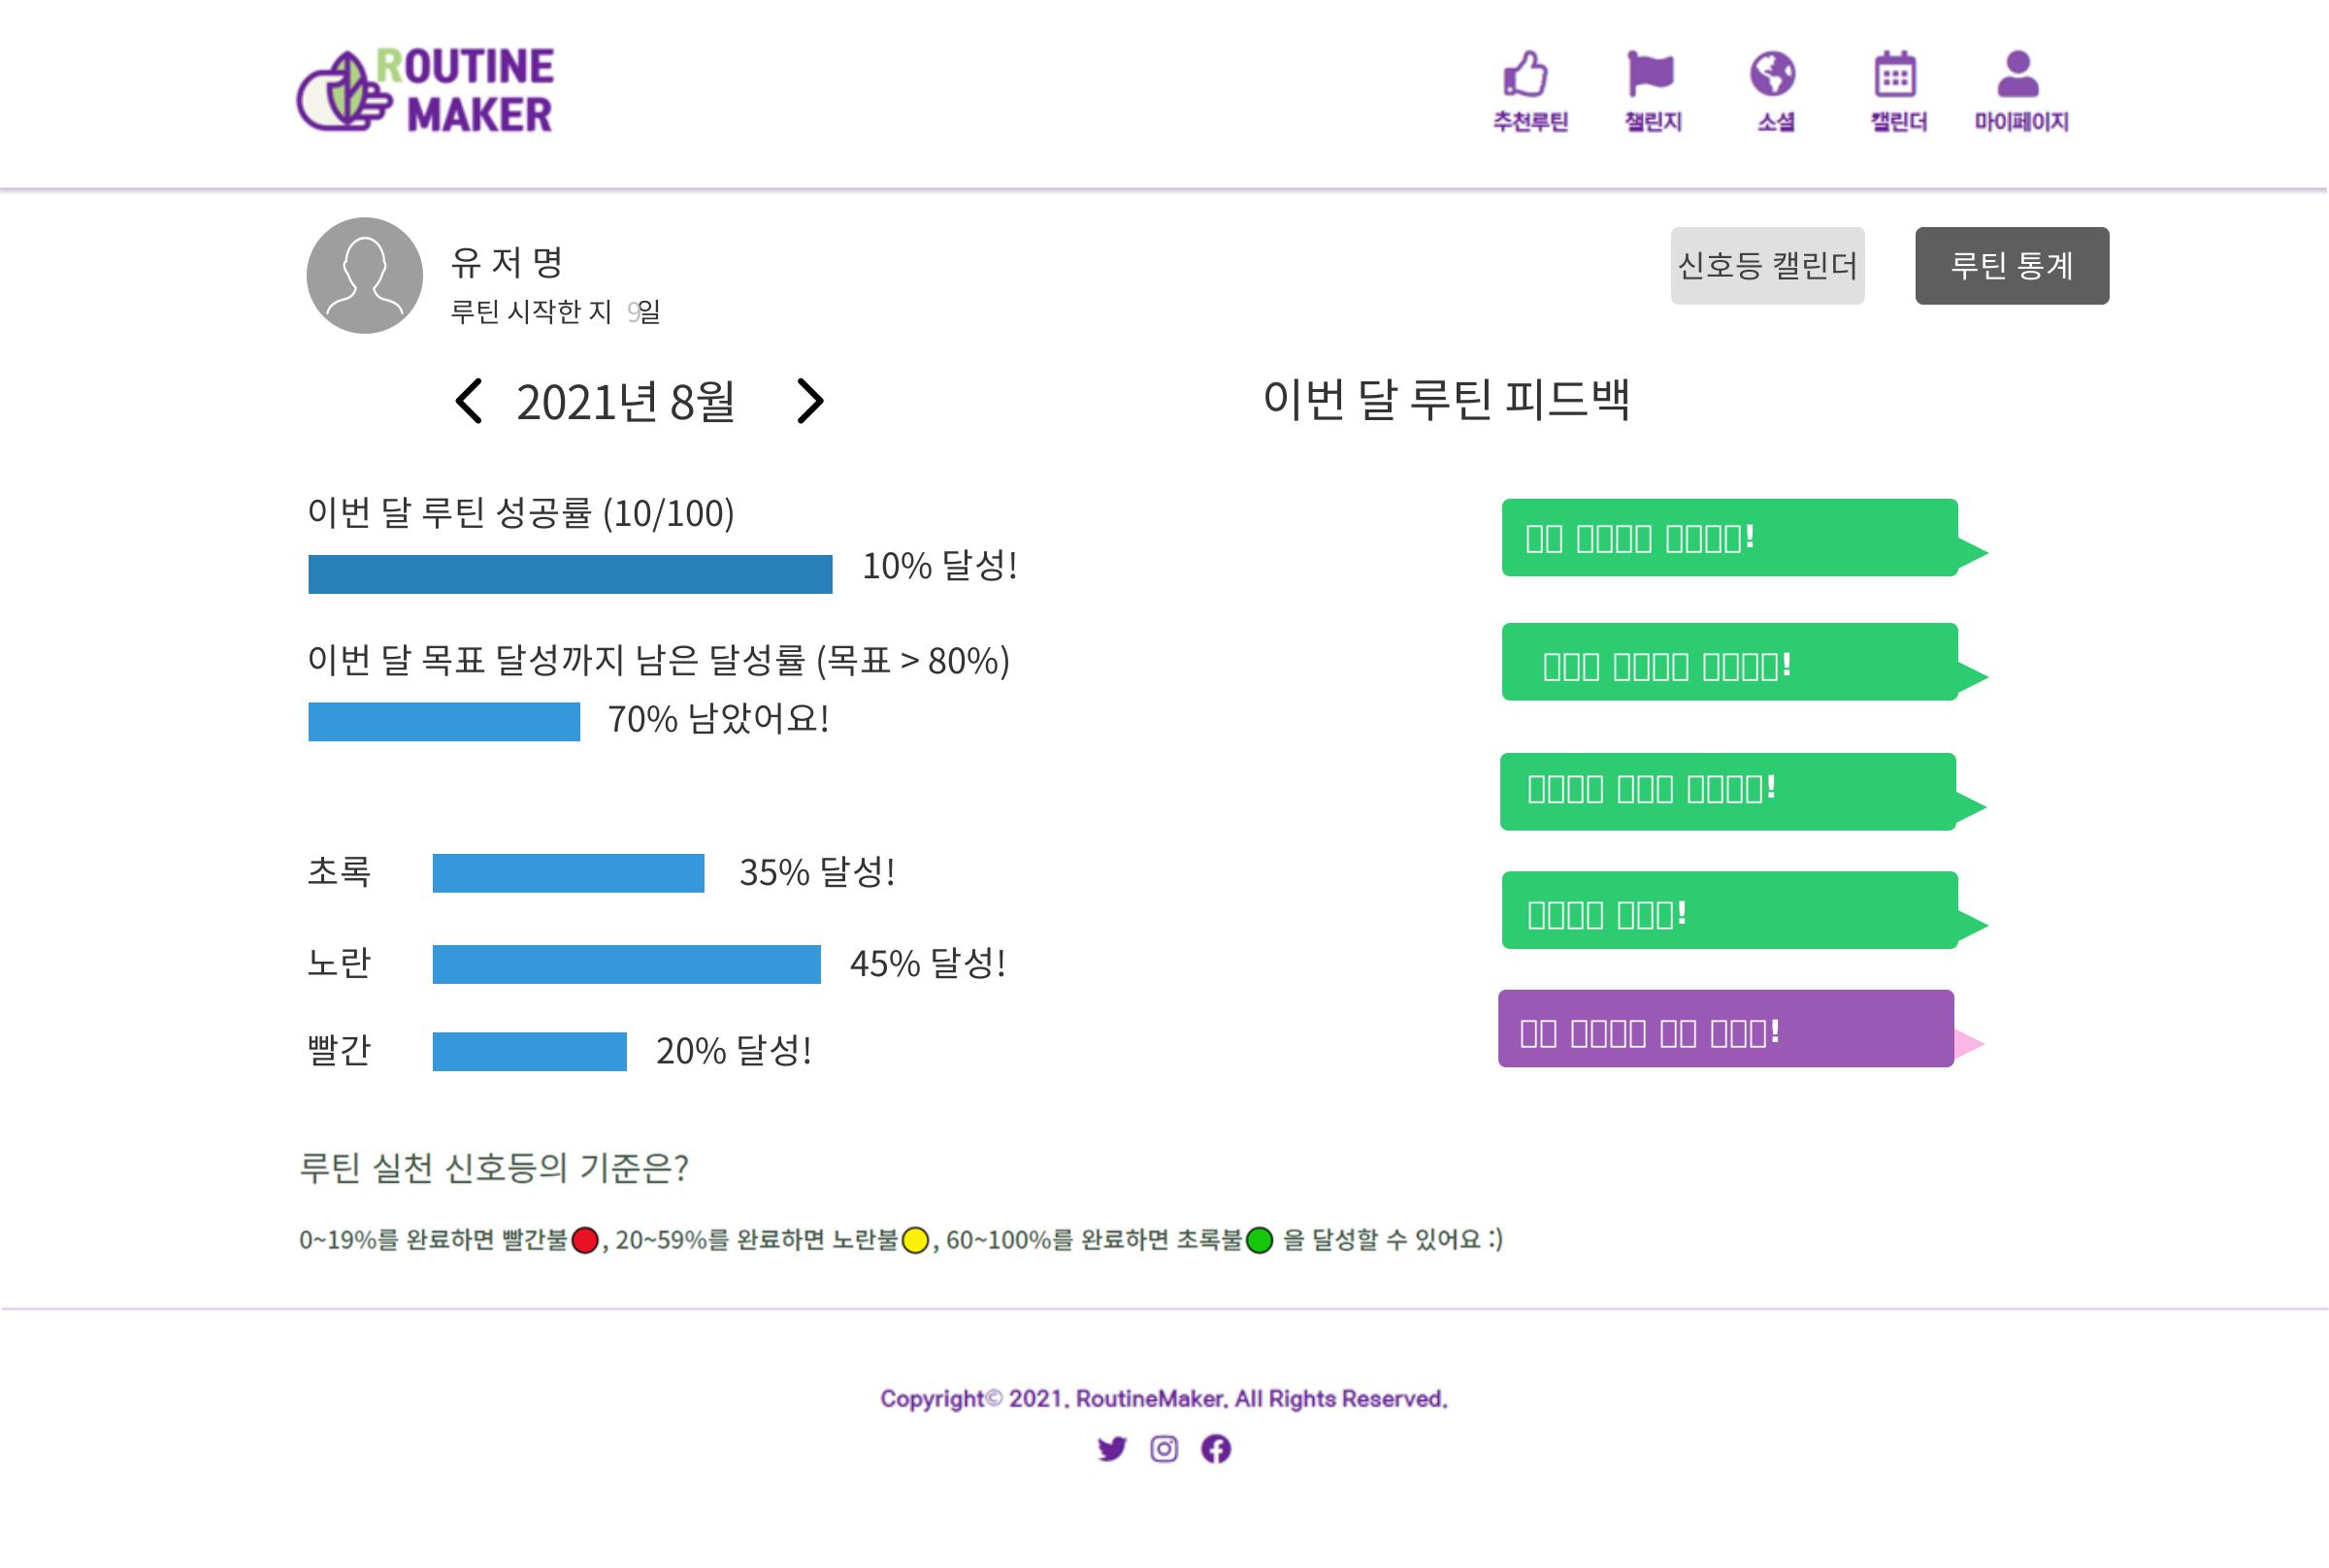 ROUTINE
MAKER
추천루틴 챌린지 소셜 캘린더 마이페이지
유 저 명
루틴 시작한 지 9일
신호등 캘린더 루틴 통계
2021년 8월
이번 달 루틴 피드백
이번 달 루틴 성공률 (10/100)
10% 달성!
이번 달 목표 달성까지 남은 달성률 (목표 > 80%)
70% 남았어요!
초록 35% 달성!
노란 45% 달성!
빨간 20% 달성!
루틴 실천 신호등의 기준은?
0~19%를 완료하면 빨간불, 20~59%를 완료하면 노란불, 60~100%를 완료하면 초록불 을 달성할 수 있어요 :)
Copyright© 2021. RoutineMaker. All Rights Reserved.